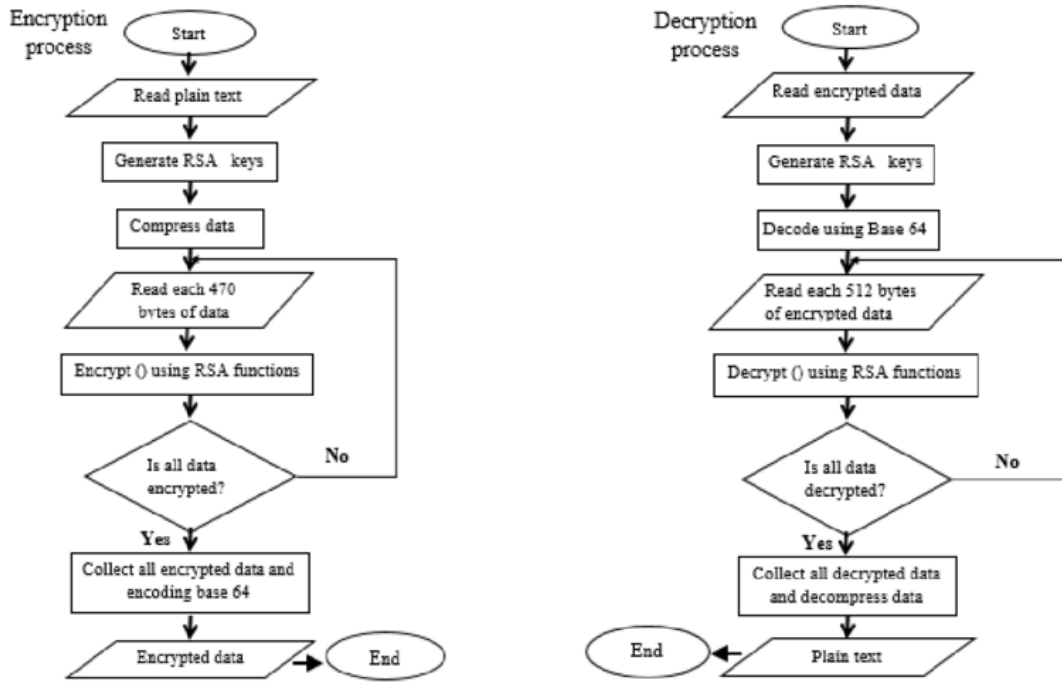 Encryption
process
Start
Read plain text
Generate RSA keys
Compress data
Read each 470
bytes of data
Encrypt () using RSA functions
Is all data
encrypted?
No
Yes
Collect all encrypted data and
encoding base 64
Encrypted data
End
Decryption
process
Start
Read encrypted data
Generate RSA keys
Decode using Base 64
Read each 512 bytes
of encrypted data
Decrypt () using RSA functions
Is all data
decrypted?
No
Yes
Collect all decrypted data
and decompress data
Plain text
End